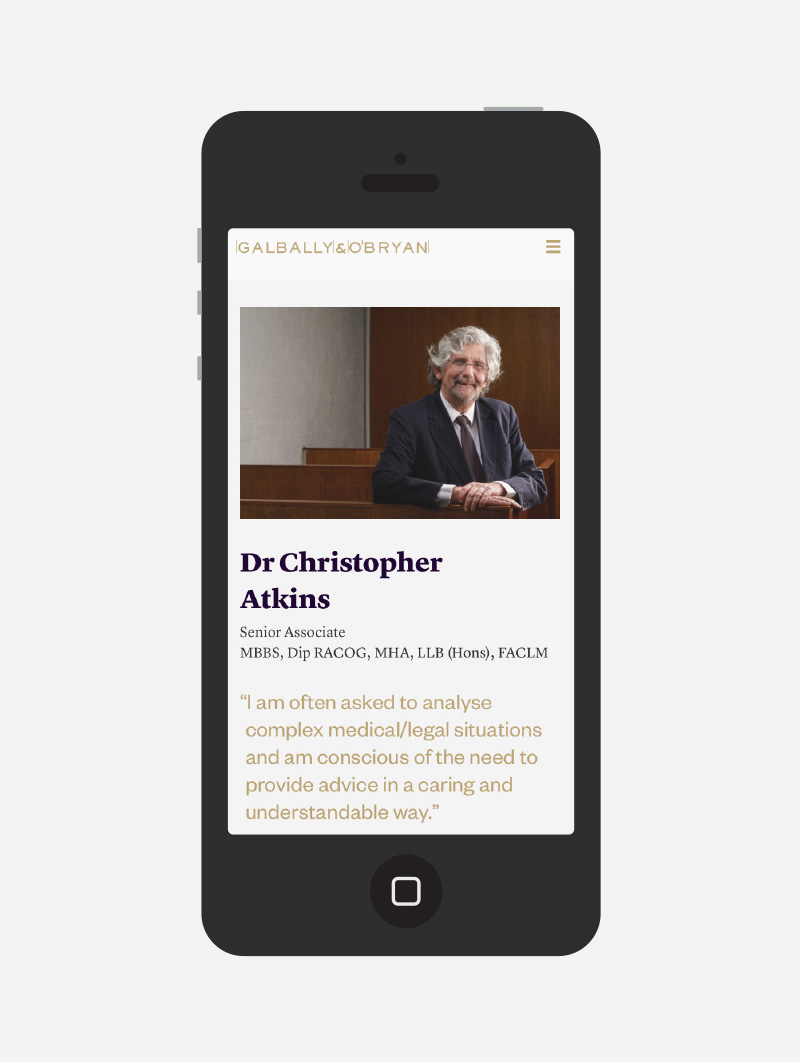 GALBALLY & O'BRYAN
Dr Christopher
Atkins
Senior Associate
MBBS, Dip RACOG, MHA, LLB (Hons), FACLM
“I am often asked to analyse
complex medical/legal situations
and am conscious of the need to
provide advice in a caring and
understandable way.”